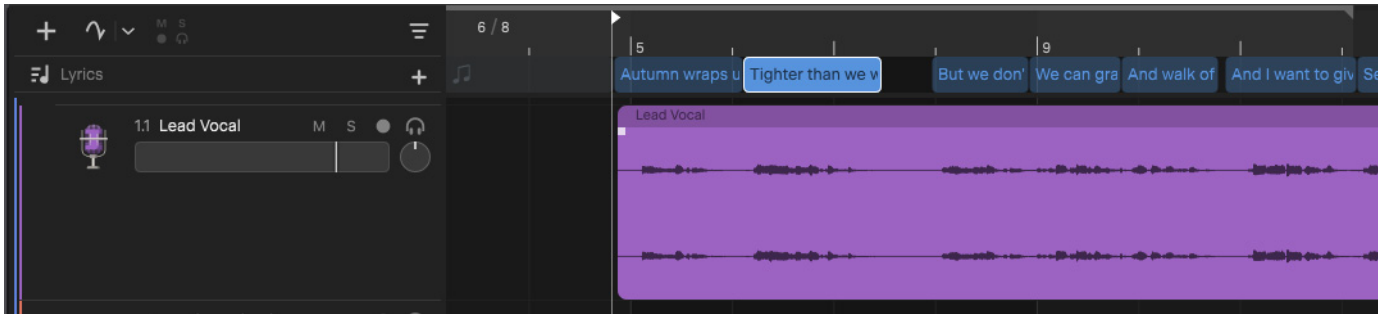 M S
6 / 8
5
9
Lyrics
Autumn wraps u
Tighter than we w
But we don'
We can gra
And walk of
And I want to giv
Se
1.1 Lead Vocal
M S
Lead Vocal